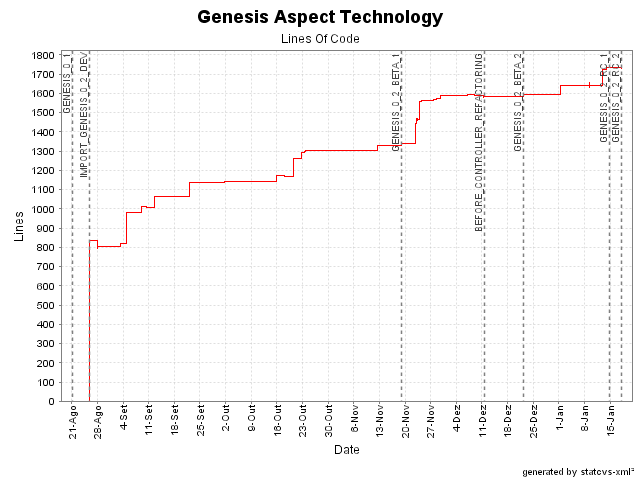 Genesis Aspect Technology
Lines Of Code
1800
1700
1600
1500
1400
1300
1200
1100
1000
900
800
700
600
500
400
300
200
100
0
Lines
GENESIS_0_1
IMPORT_GENESIS_0_2_DEV
GENESIS_0_2_BETA_1
BEFORE_CONTROLLER_REFACTORING
GENESIS_0_2_BETA_2
GENESIS_0_2_RC_1
GENESIS_0_2_RC_2
21-Ago
28-Ago
4-Set
11-Set
18-Set
25-Set
2-Out
9-Out
16-Out
23-Out
30-Out
6-Nov
13-Nov
20-Nov
27-Nov
4-Dez
11-Dez
18-Dez
25-Dez
1-Jan
8-Jan
15-Jan
Date
generated by statcvs-xml²